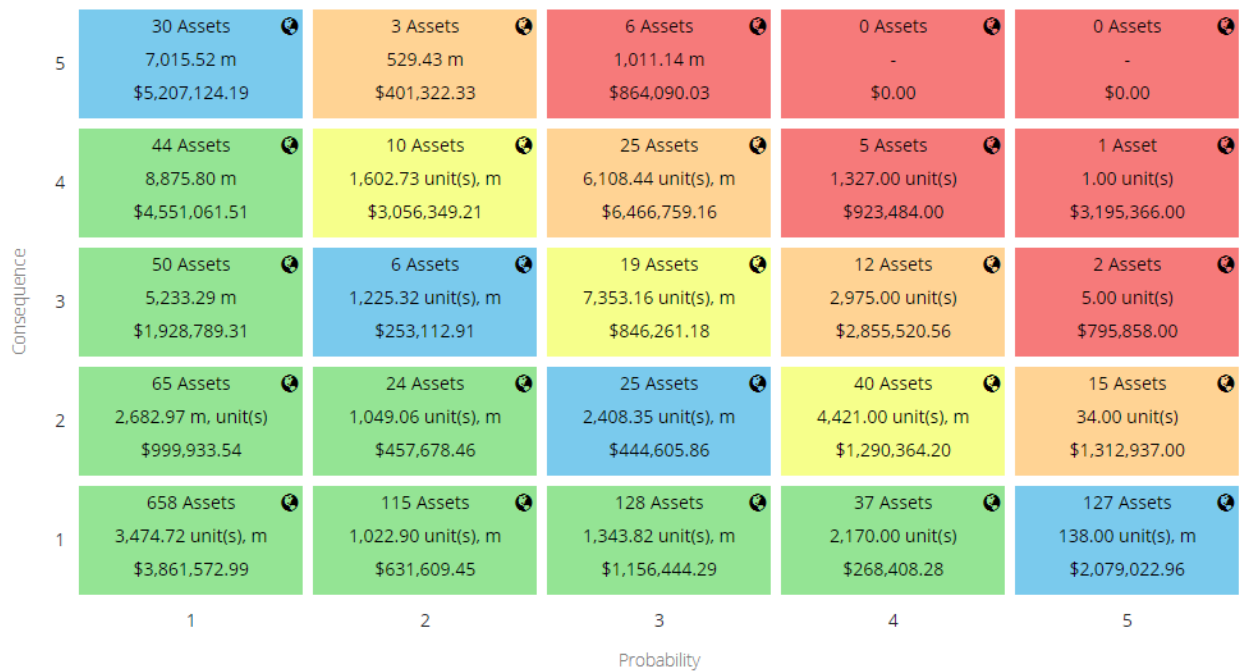 30 Assets
7,015.52 m
$5,207,124.19
3 Assets
529.43 m
$401,322.33
6 Assets
1,011.14 m
$864,090.03
0 Assets
-
$0.00
0 Assets
-
$0.00
5
44 Assets
8,875.80 m
$4,551,061.51
10 Assets
1,602.73 unit(s), m
$3,056,349.21
25 Assets
6,108.44 unit(s), m
$6,466,759.16
5 Assets
1,327.00 unit(s)
$923,484.00
1 Asset
1.00 unit(s)
$3,195,366.00
4
Consequence
50 Assets
5,233.29 m
$1,928,789.31
6 Assets
1,225.32 unit(s), m
$253,112.91
19 Assets
7,353.16 unit(s), m
$846,261.18
12 Assets
2,975.00 unit(s)
$2,855,520.56
2 Assets
5.00 unit(s)
$795,858.00
3
65 Assets
2,682.97 m, unit(s)
$999,933.54
24 Assets
1,049.06 unit(s), m
$457,678.46
25 Assets
2,408.35 unit(s), m
$444,605.86
40 Assets
4,421.00 unit(s), m
$1,290,364.20
15 Assets
34.00 unit(s)
$1,312,937.00
2
658 Assets
3,474.72 unit(s), m
$3,861,572.99
115 Assets
1,022.90 unit(s), m
$631,609.45
128 Assets
1,343.82 unit(s), m
$1,156,444.29
37 Assets
2,170.00 unit(s)
$268,408.28
127 Assets
138.00 unit(s), m
$2,079,022.96
1
1 2 3 4 5
Probability